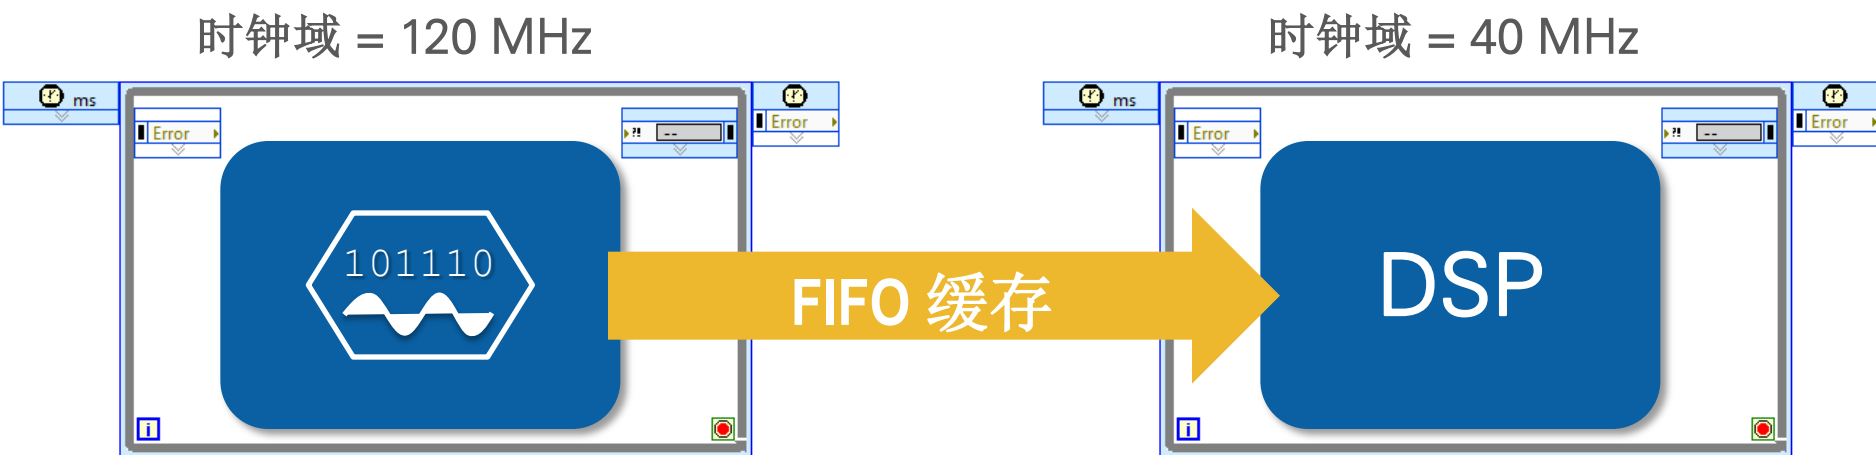 时钟域 = 120 MHz
时钟域 = 40 MHz
ms
Error
?!
--
Error
ms
Error
?!
--
Error
101110
FIFO 缓存
DSP
i
i